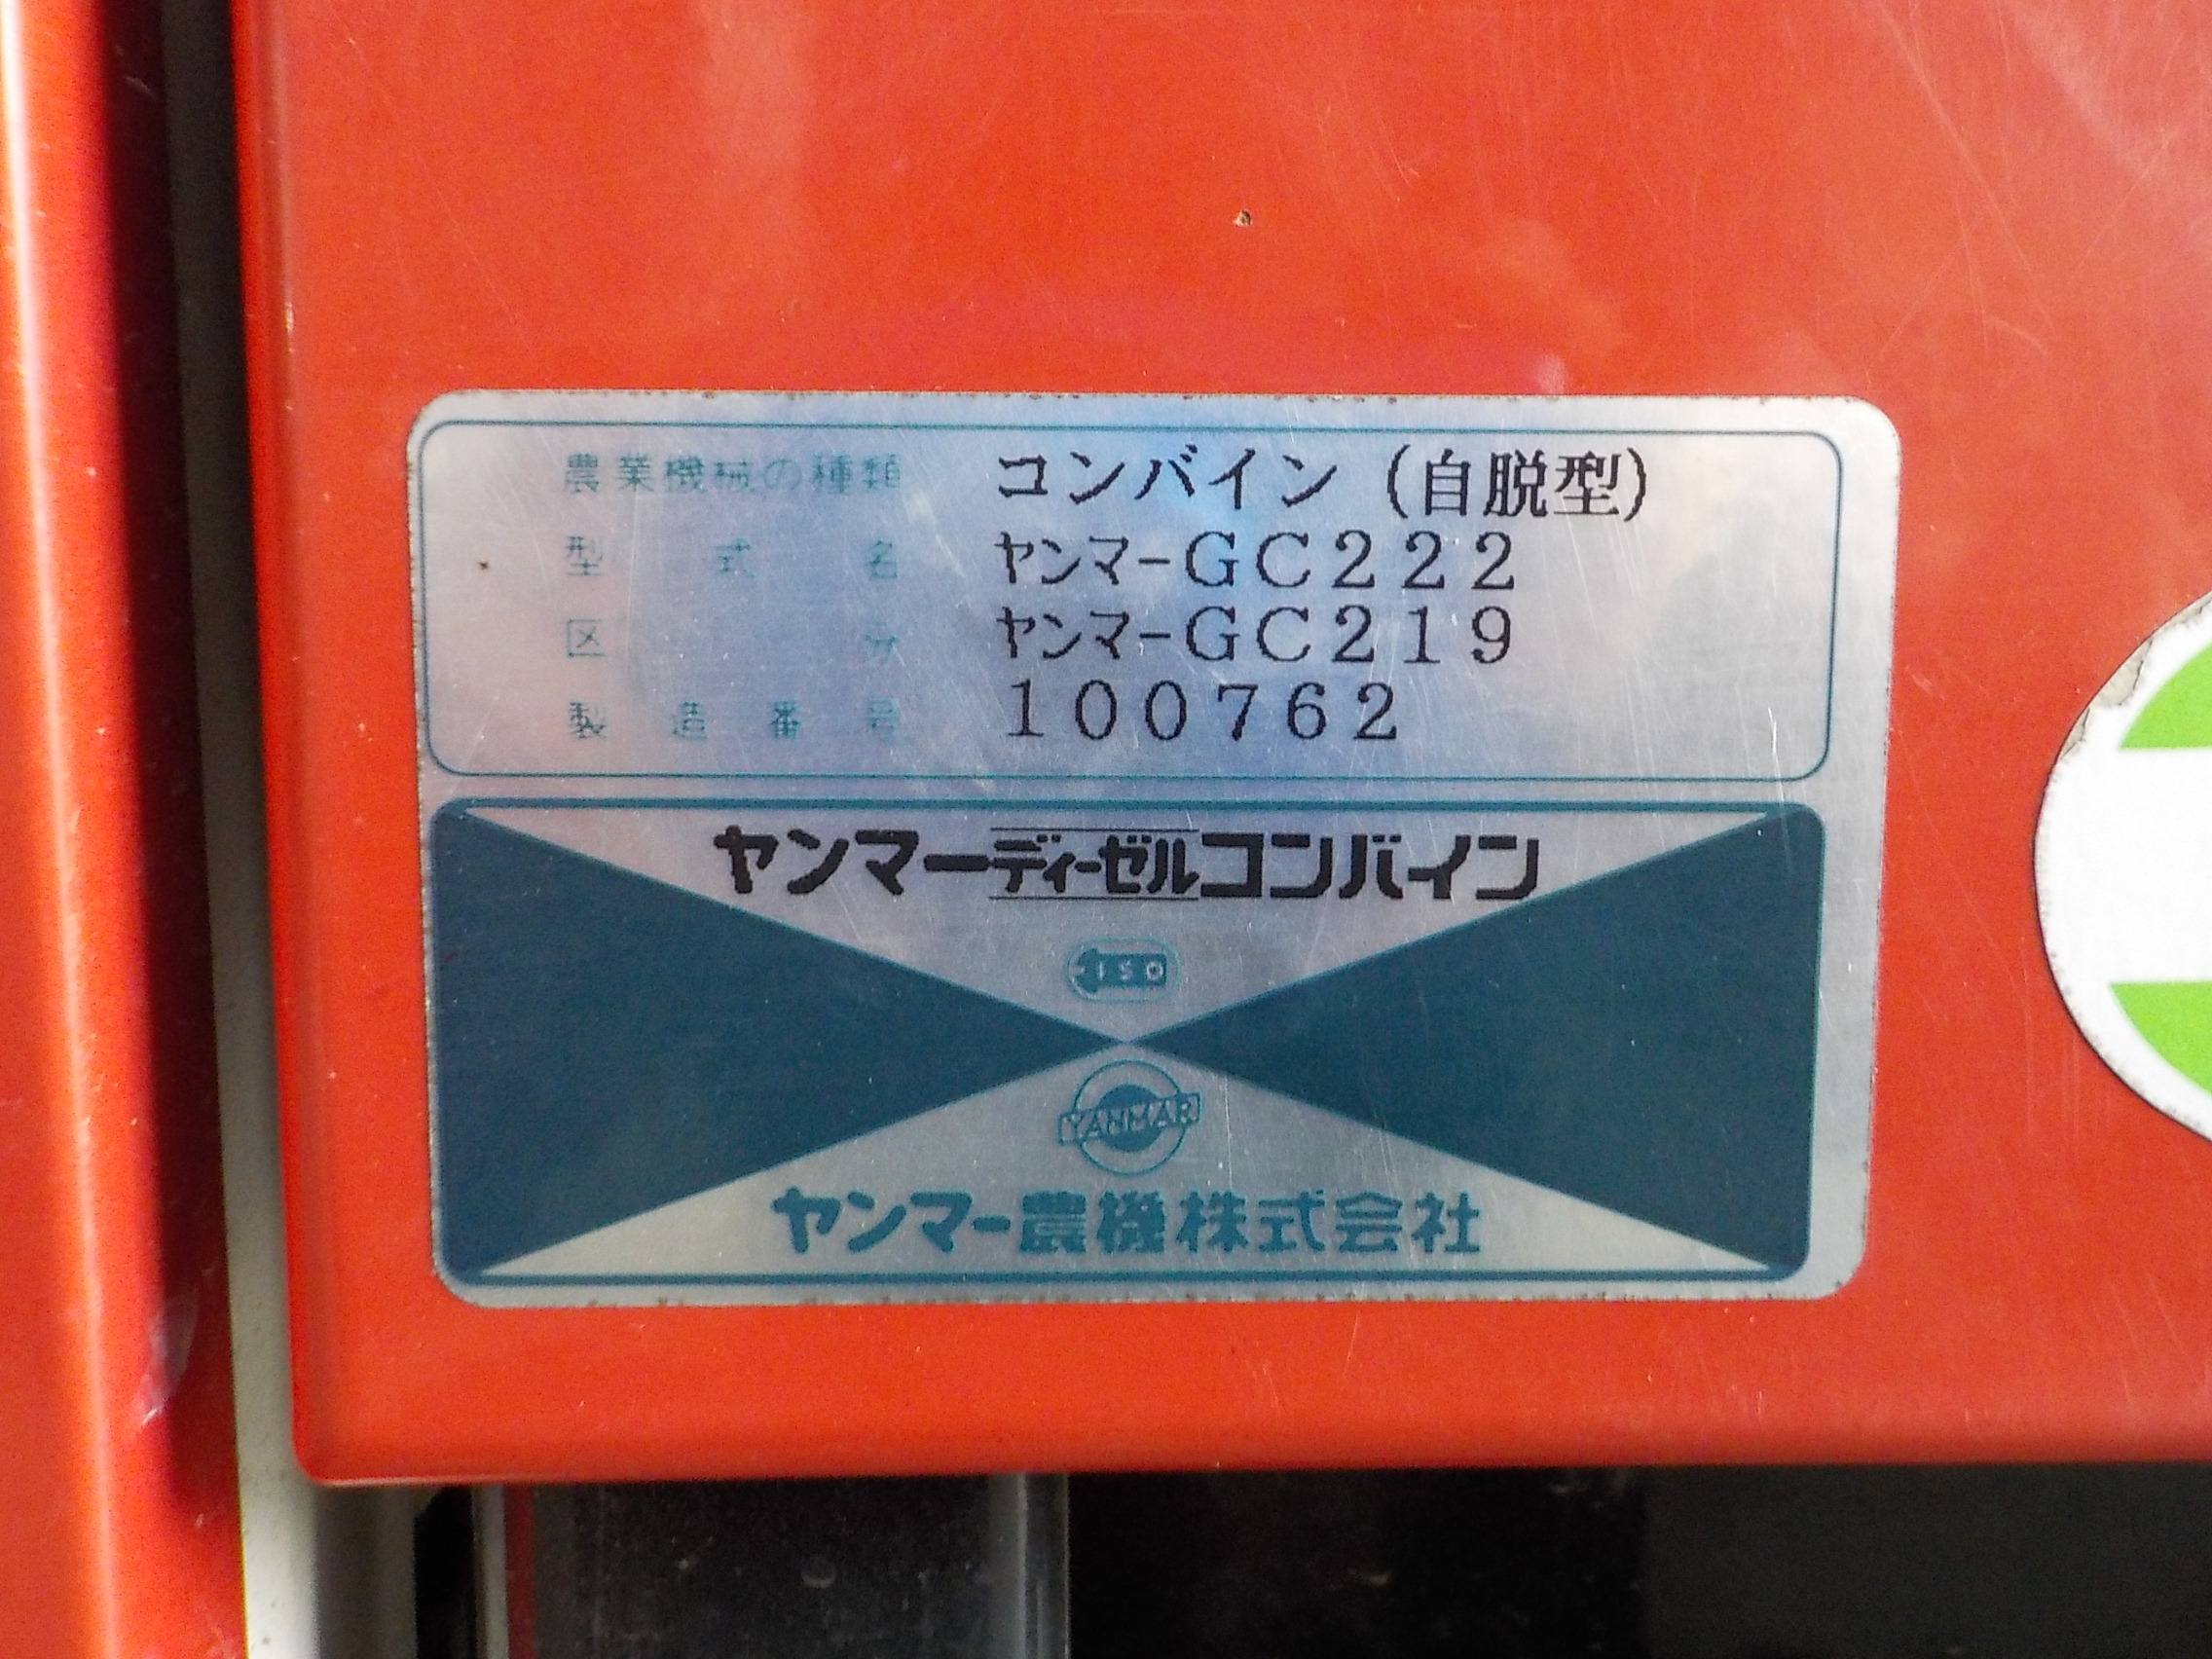 農業機械の種類 コンバイン (自脱型)
型式名 ヤンマーGC222
区分 ヤンマーGC219
製造番号 100762
ヤンマーディーゼルコンバイン
ISO
YANMAR
ヤンマー農機株式会社